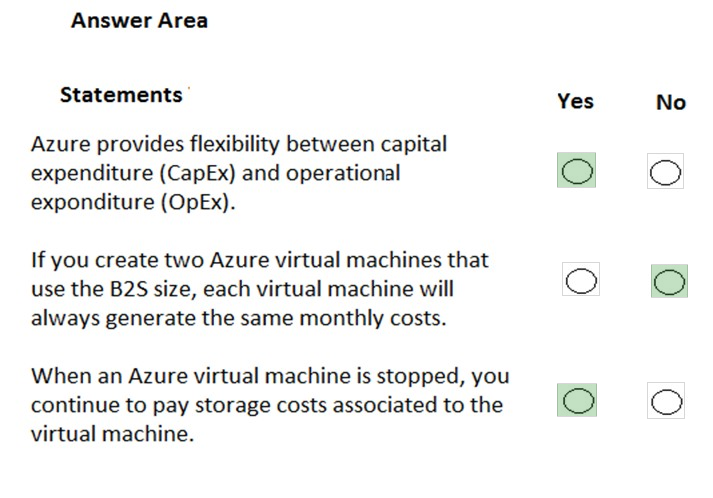 Answer Area
Statements
Yes
No
Azure provides flexibility between capital
expenditure (CapEx) and operational
exponditure (OpEx).
If you create two Azure virtual machines that
use the B2S size, each virtual machine will
always generate the same monthly costs.
When an Azure virtual machine is stopped, you
continue to pay storage costs associated to the
virtual machine.